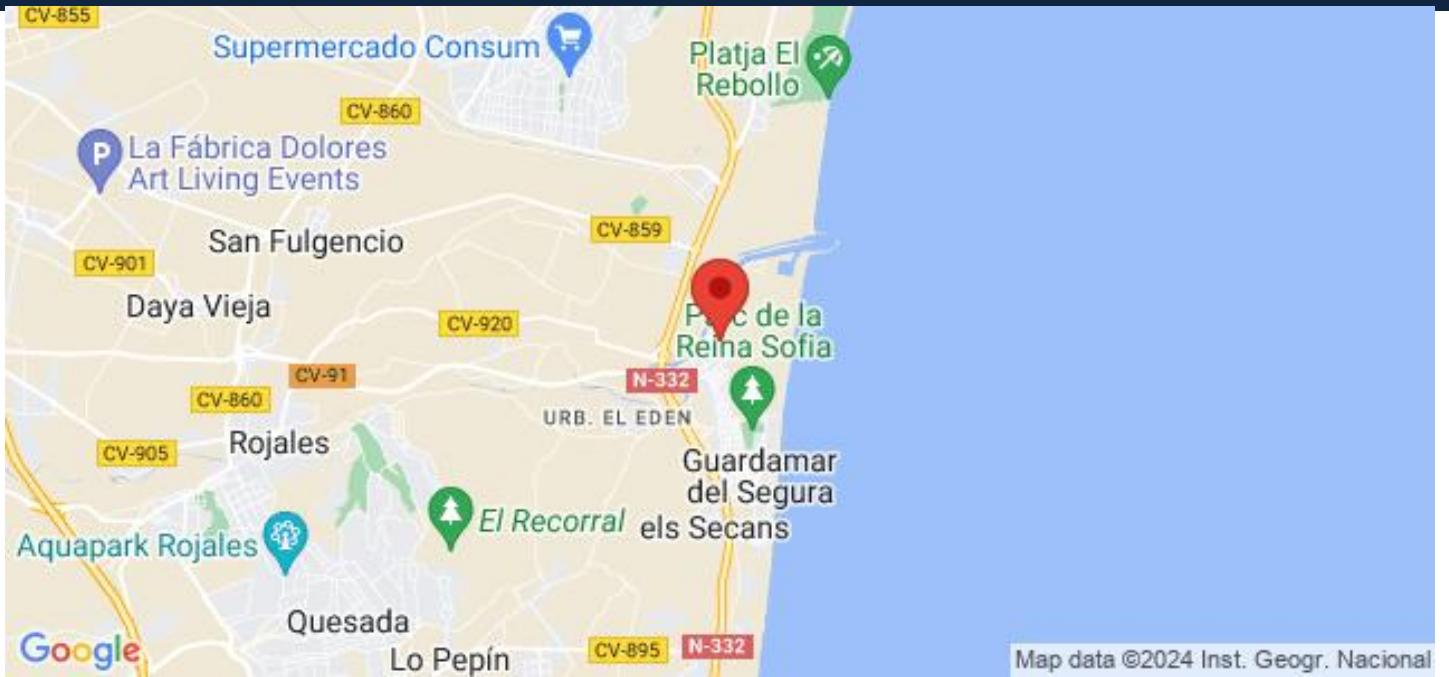 CV-855
Supermercado Consum
Platja El
Rebollo
CV-860
P
La Fábrica Dolores
Art Living Events
CV-859
San Fulgencio
CV-901
Daya Vieja
CV-920
Parc de la
Reina Sofia
CV-91
N-332
CV-860
URB. EL EDEN
Rojales
CV-905
Guardamar
del Segura
El Recorral
els Secans
Aquapark Rojales
Quesada
Lo Pepín
CV-895
N-332
Google
Map data ©2024 Inst. Geogr. Nacional